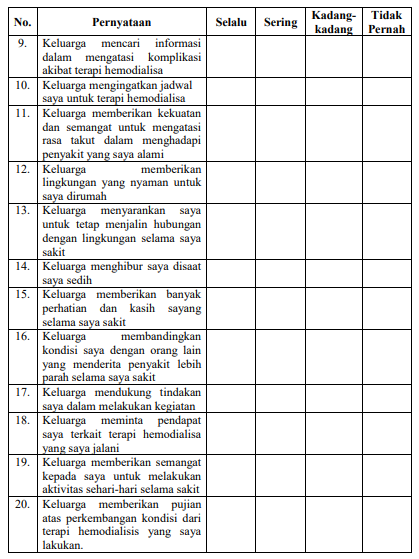 No. Pernyataan Selalu Sering Kadang-kadang Tidak Pernah
9. Keluarga mencari informasi
dalam mengatasi komplikasi
akibat terapi hemodialisa
10. Keluarga mengingatkan jadwal
saya untuk terapi hemodialisa
11. Keluarga memberikan kekuatan
dan semangat untuk mengatasi
rasa takut dalam menghadapi
penyakit yang saya alami
12. Keluarga memberikan
lingkungan yang nyaman untuk
saya dirumah
13. Keluarga menyarankan saya
untuk tetap menjalin hubungan
dengan lingkungan selama saya
sakit
14. Keluarga menghibur saya disaat
saya sedih
15. Keluarga memberikan banyak
perhatian dan kasih sayang
selama saya sakit
16. Keluarga membandingkan
kondisi saya dengan orang lain
yang menderita penyakit lebih
parah selama saya sakit
17. Keluarga mendukung tindakan
saya dalam melakukan kegiatan
18. Keluarga meminta pendapat
saya terkait terapi hemodialisa
yang saya jalani
19. Keluarga memberikan semangat
kepada saya untuk melakukan
aktivitas sehari-hari selama sakit
20. Keluarga memberikan pujian
atas perkembangan kondisi dari
terapi hemodialisis yang saya
lakukan.